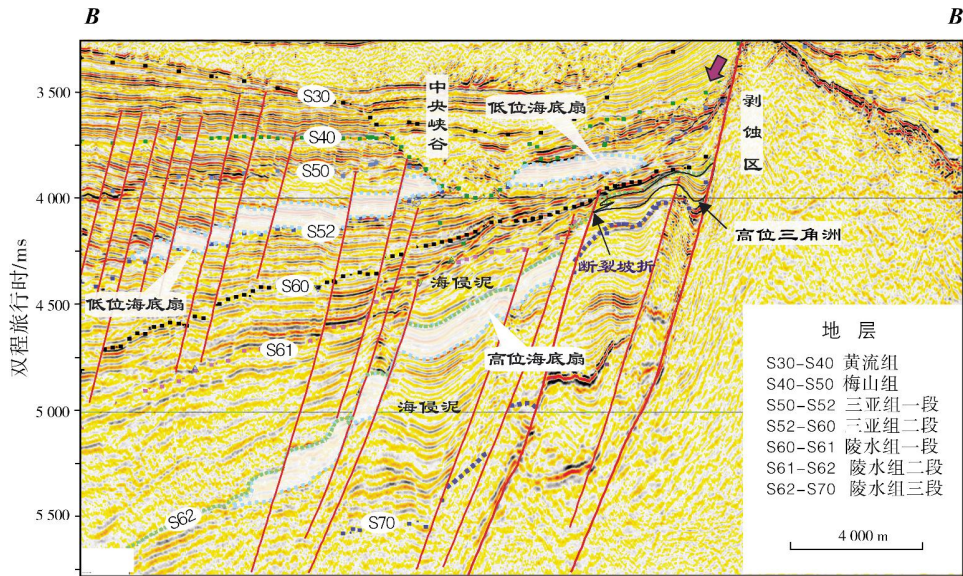 B
B
3 500
4 000
4 500
5 000
5 500
双程旅行时/ms
S30
中央峡谷
低位海底扇
剥蚀区
S40
S50
S52
高位三角洲
断裂坡折
低位海底扇
S60
海侵泥
S61
高位海底扇
海侵泥
S62
S70
地 层
S30-S40 黄流组
S40-S50 梅山组
S50-S52 三亚组一段
S52-S60 三亚组二段
S60-S61 陵水组一段
S61-S62 陵水组二段
S62-S70 陵水组三段
4 000 m